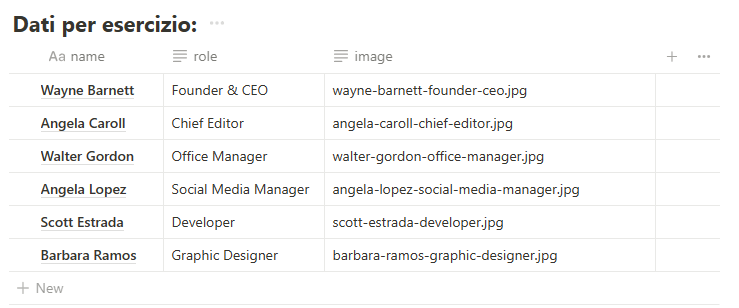 Dati per esercizio: ...
Aa name role image + ...
Wayne Barnett Founder & CEO wayne-barnett-founder-ceo.jpg
Angela Caroll Chief Editor angela-caroll-chief-editor.jpg
Walter Gordon Office Manager walter-gordon-office-manager.jpg
Angela Lopez Social Media Manager angela-lopez-social-media-manager.jpg
Scott Estrada Developer scott-estrada-developer.jpg
Barbara Ramos Graphic Designer barbara-ramos-graphic-designer.jpg
+ New